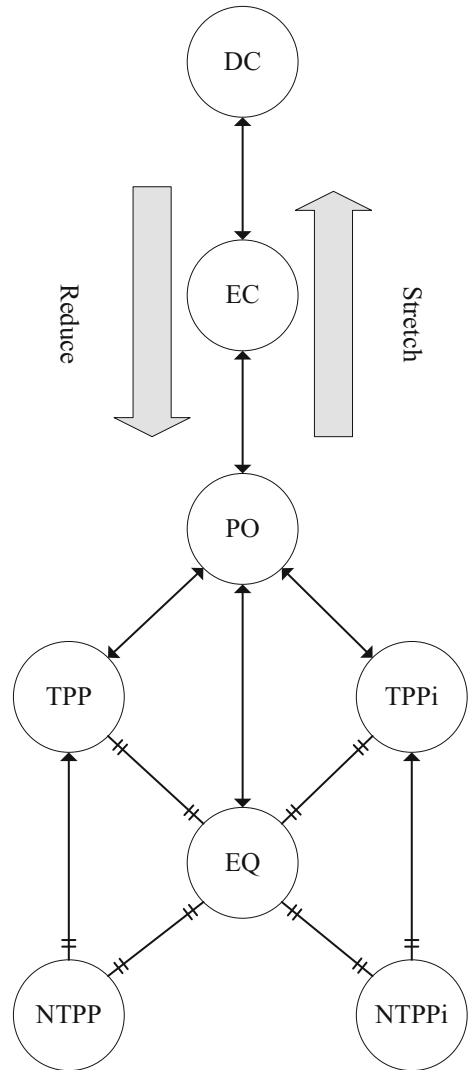 DC
EC
Reduce
Stretch
PO
TPP
TPPi
EQ
NTPP
NTPPi